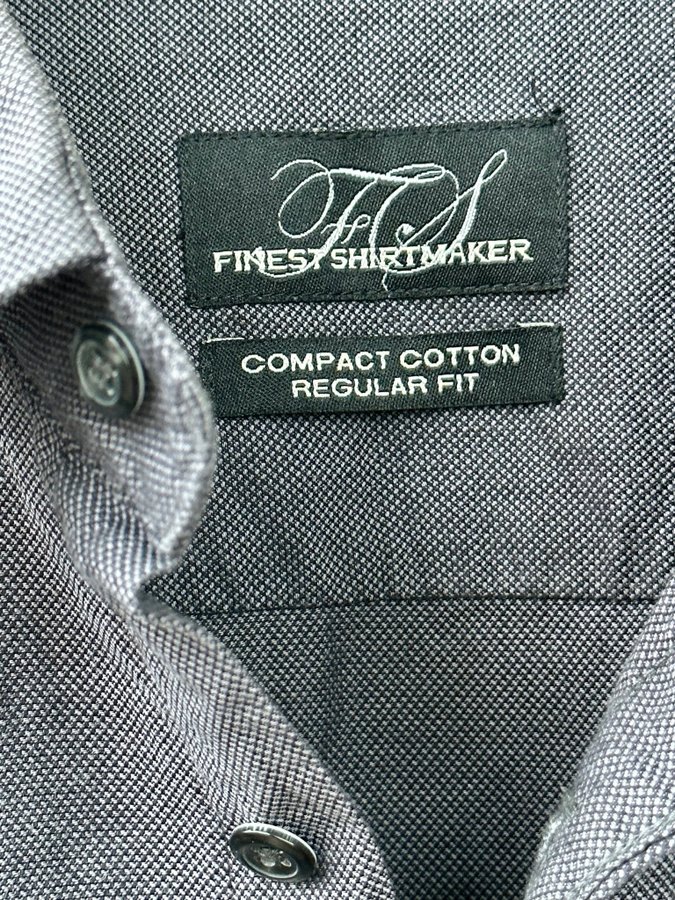 FS
FINEST SHIRTMAKER
COMPACT COTTON
REGULAR FIT